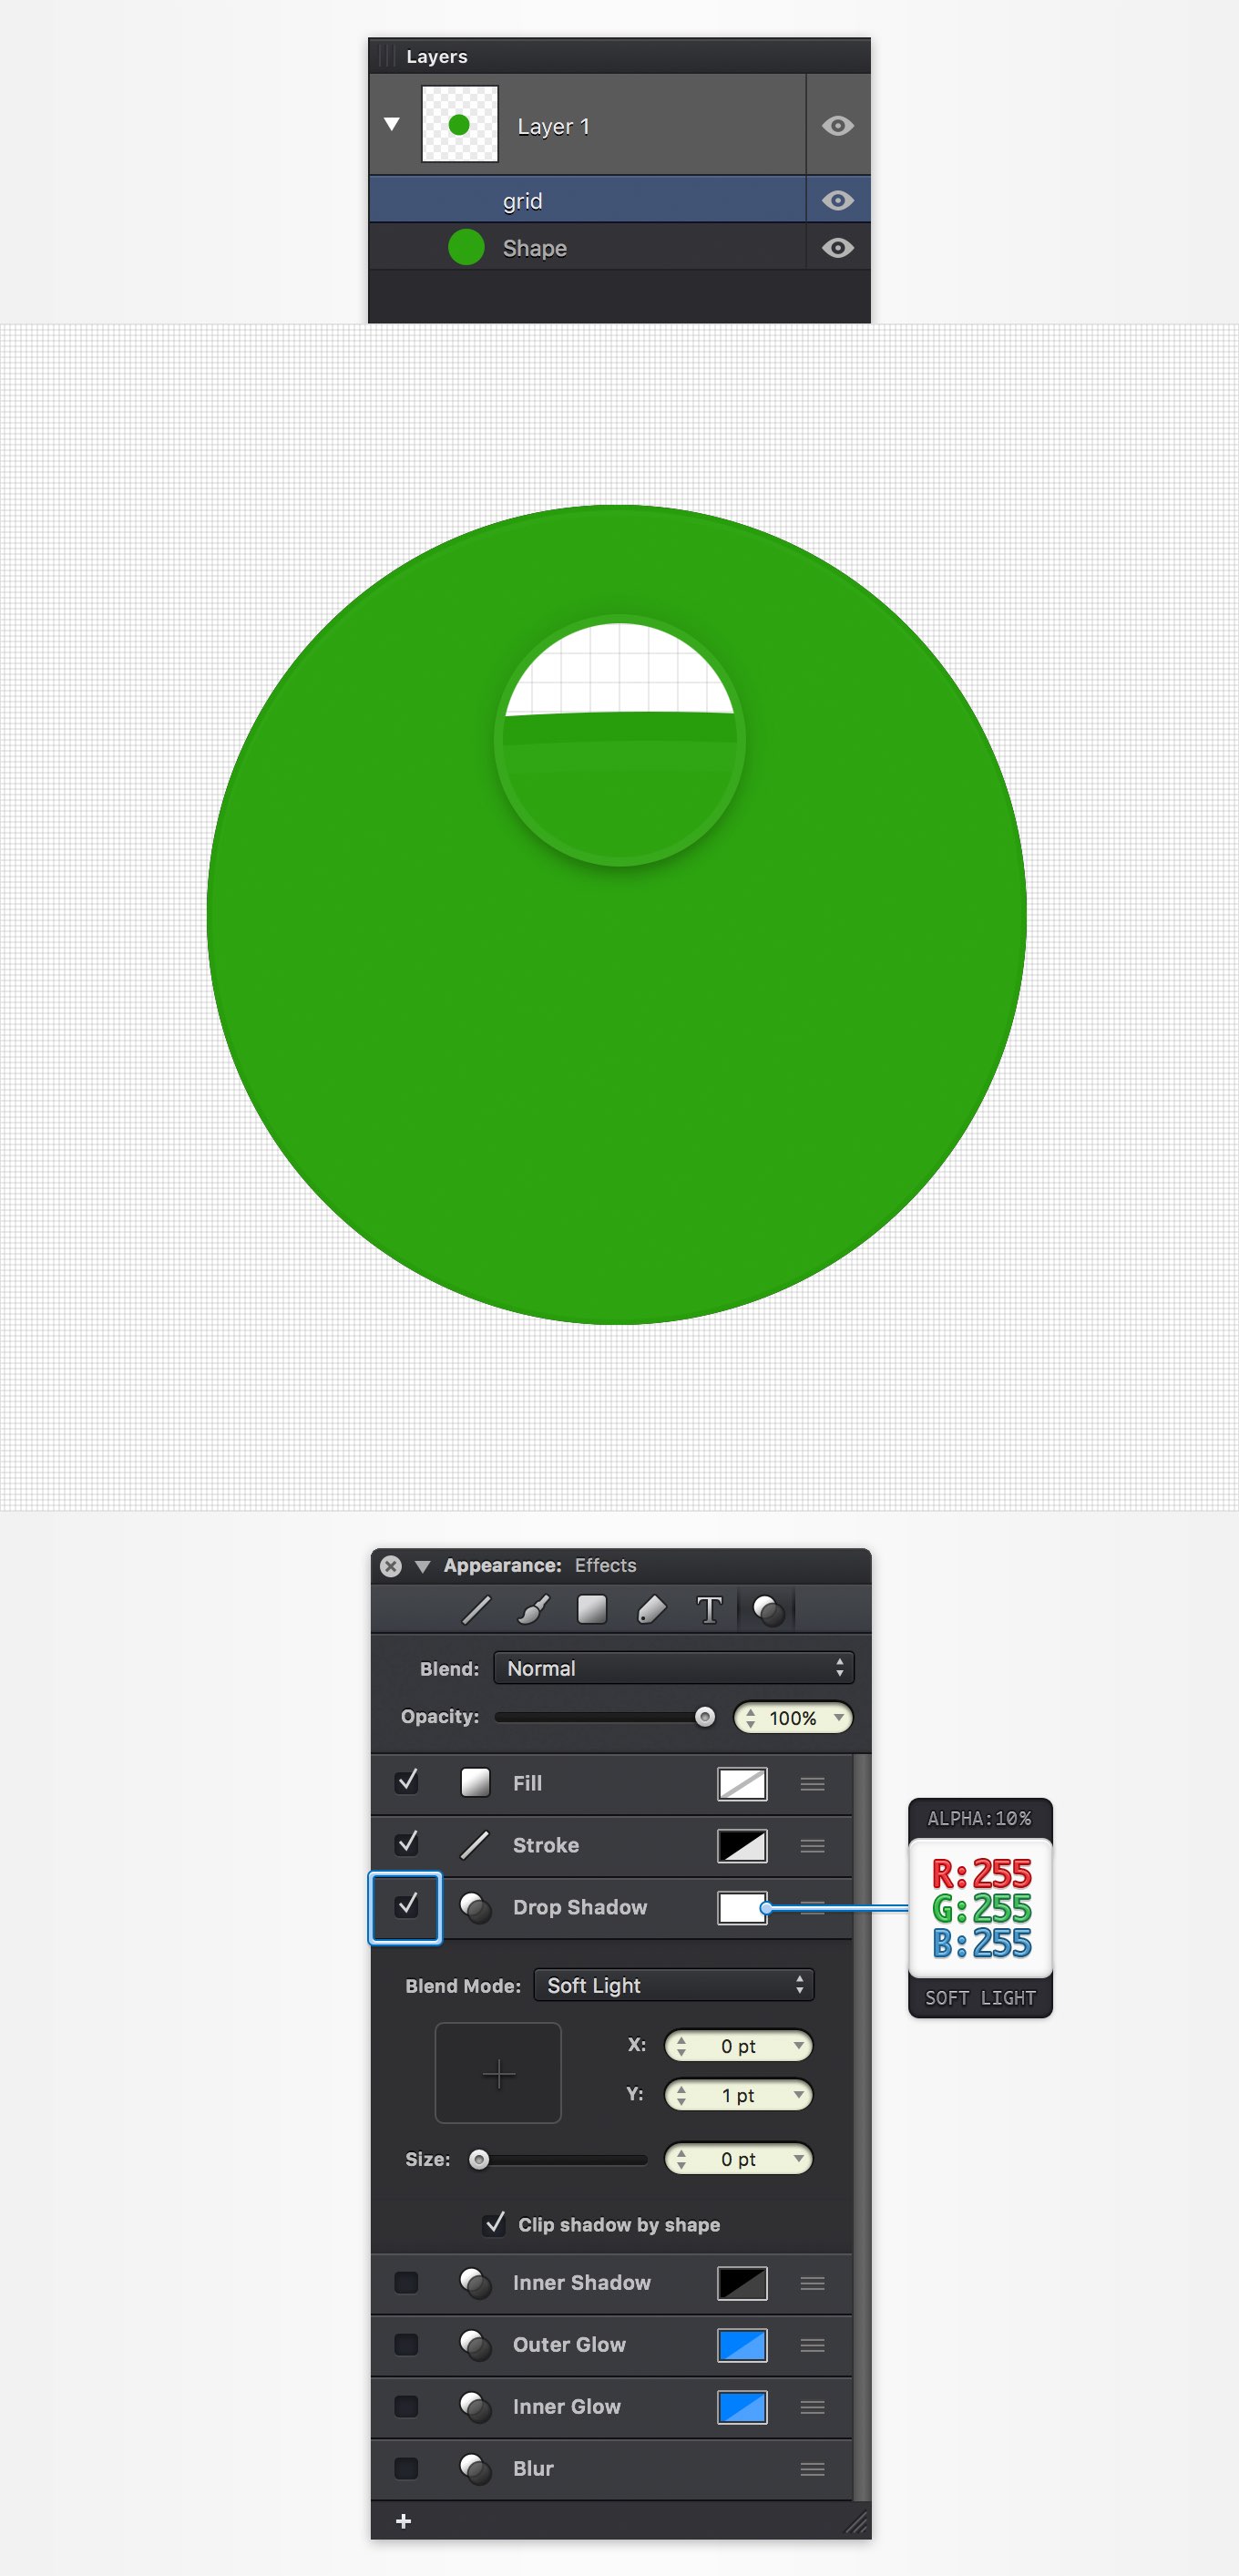 Layers
Layer 1
grid
Shape
Appearance: Effects
T
Blend: Normal
Opacity: 100%
Fill
Stroke
Drop Shadow
ALPHA:10%
R:255
G:255
B:255
SOFT LIGHT
Blend Mode: Soft Light
X: 0 pt
Y: 1 pt
Size: 0 pt
Clip shadow by shape
Inner Shadow
Outer Glow
Inner Glow
Blur
+